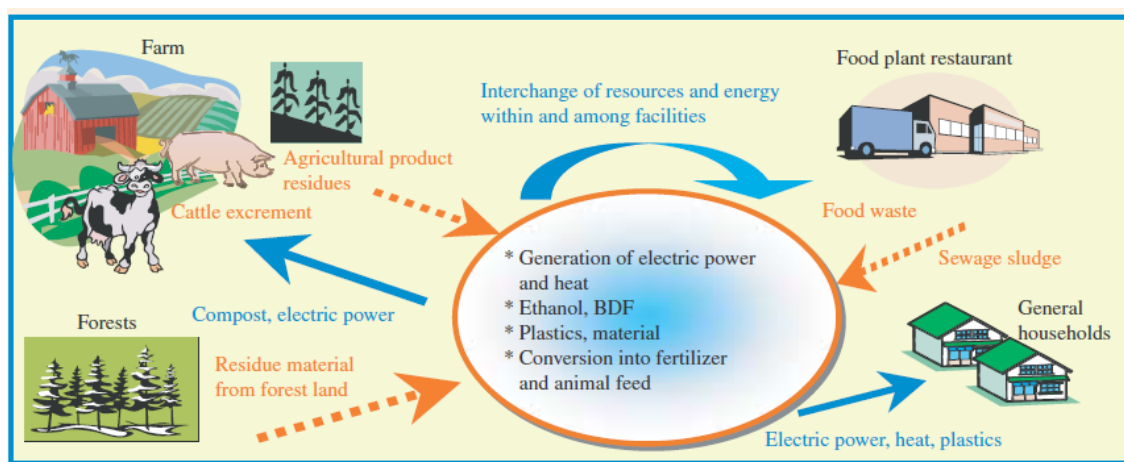 Farm
Agricultural product
residues
Cattle excrement
Interchange of resources and energy
within and among facilities
Food plant restaurant
Food waste
Sewage sludge
* Generation of electric power
and heat
* Ethanol, BDF
* Plastics, material
* Conversion into fertilizer
and animal feed
Compost, electric power
Forests
Residue material
from forest land
General
households
Electric power, heat, plastics